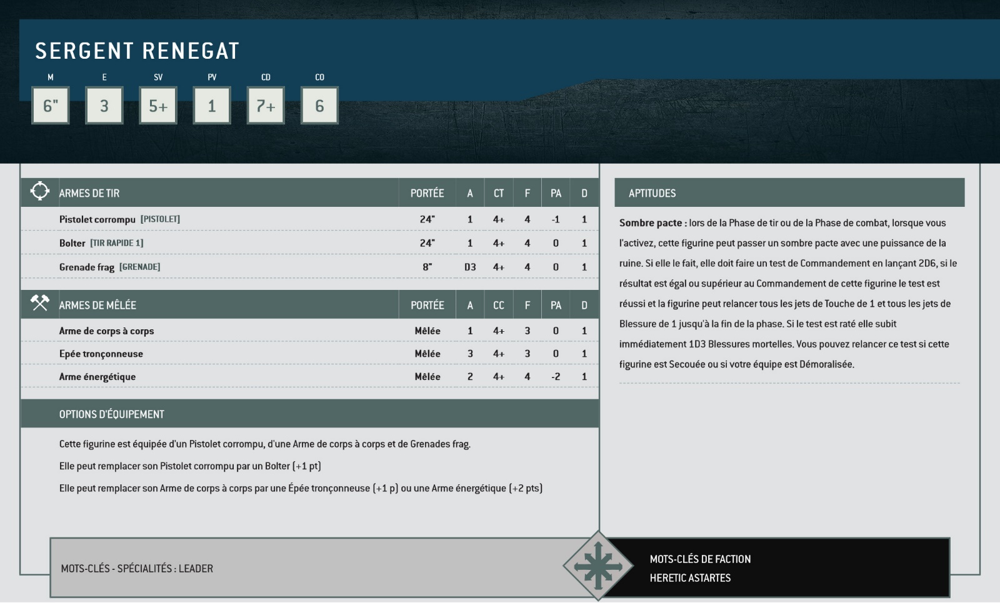 SERGENT RENEGAT
M E SV PV CD CO
6" 3 5+ 1 7+ 6
ARMES DE TIR PORTÉE A CT F PA D
Pistolet corrompu [PISTOLET] 24" 1 4+ 4 -1 1
Bolter [TIR RAPIDE 1] 24" 1 4+ 4 0 1
Grenade frag [GRENADE] 8" D3 4+ 4 0 1
ARMES DE MÊLÉE PORTÉE A CC F PA D
Arme de corps à corps Mêlée 1 4+ 3 0 1
Epée tronçonneuse Mêlée 3 4+ 3 0 1
Arme énergétique Mêlée 2 4+ 4 -2 1
OPTIONS D'ÉQUIPEMENT
Cette figurine est équipée d'un Pistolet corrompu, d'une Arme de corps à corps et de Grenades frag.
Elle peut remplacer son Pistolet corrompu par un Bolter (+1 pt)
Elle peut remplacer son Arme de corps à corps par une Épée tronçonneuse (+1 p) ou une Arme énergétique (+2 pts)
APTITUDES
Sombre pacte : lors de la Phase de tir ou de la Phase de combat, lorsque vous
l'activez, cette figurine peut passer un sombre pacte avec une puissance de la
ruine. Si elle le fait, elle doit faire un test de Commandement en lançant 2D6, si le
résultat est égal ou supérieur au Commandement de cette figurine le test est
réussi et la figurine peut relancer tous les jets de Touche de 1 et tous les jets de
Blessure de 1 jusqu'à la fin de la phase. Si le test est raté elle subit
immédiatement 1D3 Blessures mortelles. Vous pouvez relancer ce test si cette
figurine est Secouée ou si votre équipe est Démoralisée.
MOTS-CLÉS - SPÉCIALITÉS : LEADER
MOTS-CLÉS DE FACTION
HERETIC ASTARTES